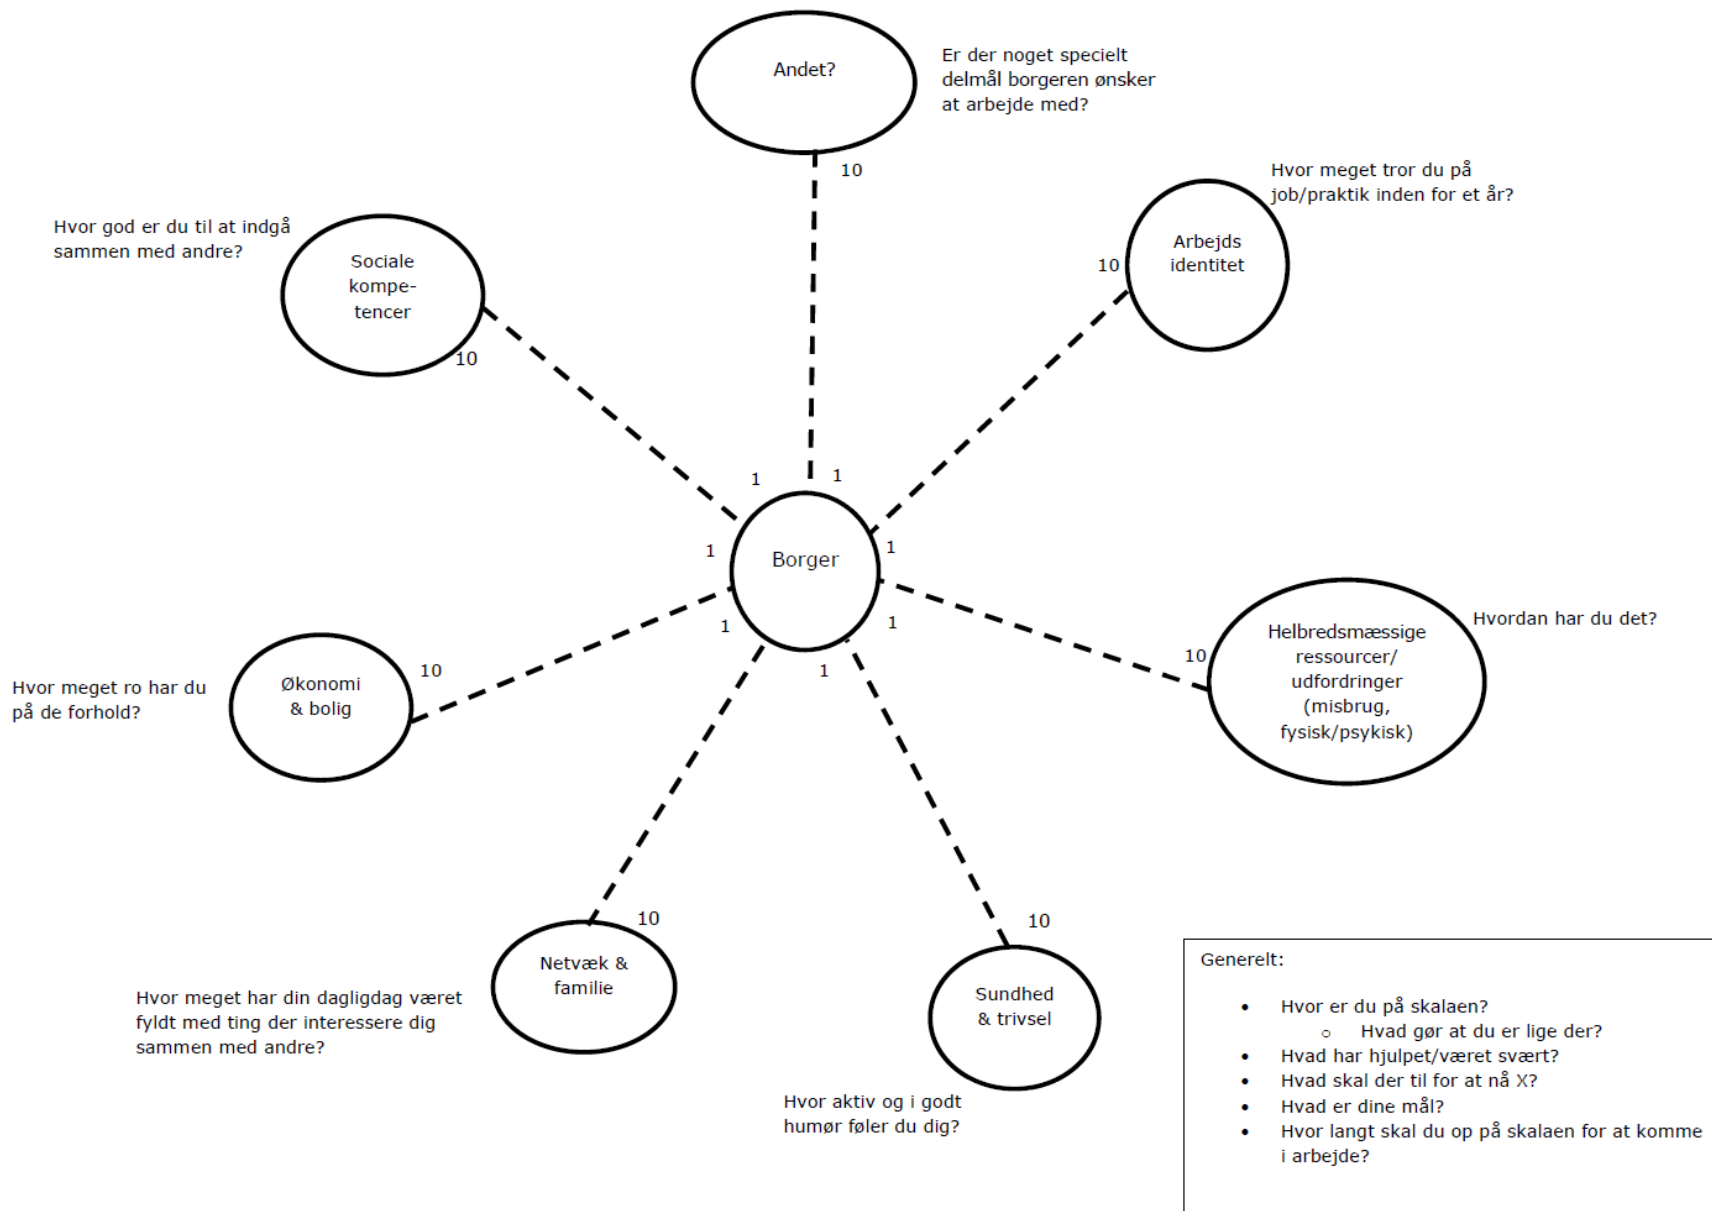 Andet?
Er der noget specielt
delmål borgeren ønsker
at arbejde med?
10
Hvor meget tror du på
job/praktik inden for et år?
Arbejds
identitet
10
Hvor god er du til at indgå
sammen med andre?
Sociale
kompe-
tencer
10
1
1
1
1
Borger
1
1
1
Helbredsmæssige
ressourcer/
udfordringer
(misbrug,
fysisk/psykisk)
10
Hvordan har du det?
Økonomi
& bolig
10
Hvor meget ro har du
på de forhold?
10
Netvæk &
familie
Hvor meget har din dagligdag været
fyldt med ting der interessere dig
sammen med andre?
10
Sundhed
& trivsel
Hvor aktiv og i godt
humør føler du dig?
Generelt:
• Hvor er du på skalaen?
o Hvad gør at du er lige der?
• Hvad har hjulpet/været svært?
• Hvad skal der til for at nå X?
• Hvad er dine mål?
• Hvor langt skal du op på skalaen for at komme
i arbejde?